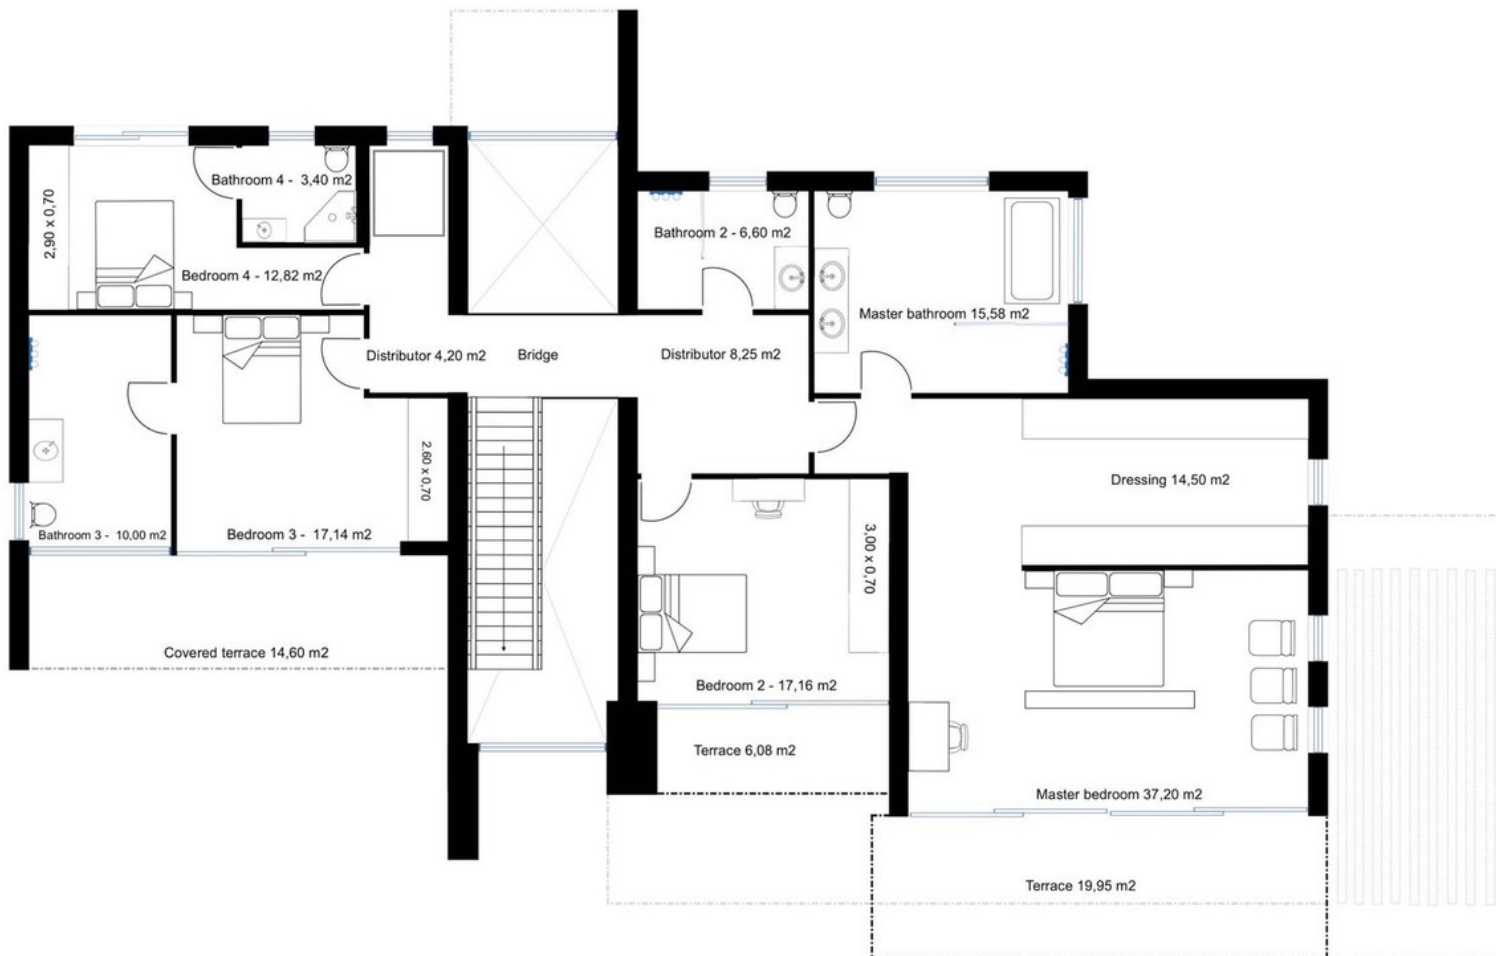 Bathroom 4 - 3,40 m2
2,90 x 0,70
Bedroom 4 - 12,82 m2
Bathroom 2 - 6,60 m2
Master bathroom 15,58 m2
Distributor 4,20 m2
Bridge
Distributor 8,25 m2
2.60 x 0,70
Dressing 14,50 m2
Bathroom 3 - 10,00 m2
Bedroom 3 - 17,14 m2
3,00 x 0,70
Covered terrace 14,60 m2
Bedroom 2 - 17,16 m2
Terrace 6,08 m2
Master bedroom 37,20 m2
Terrace 19,95 m2